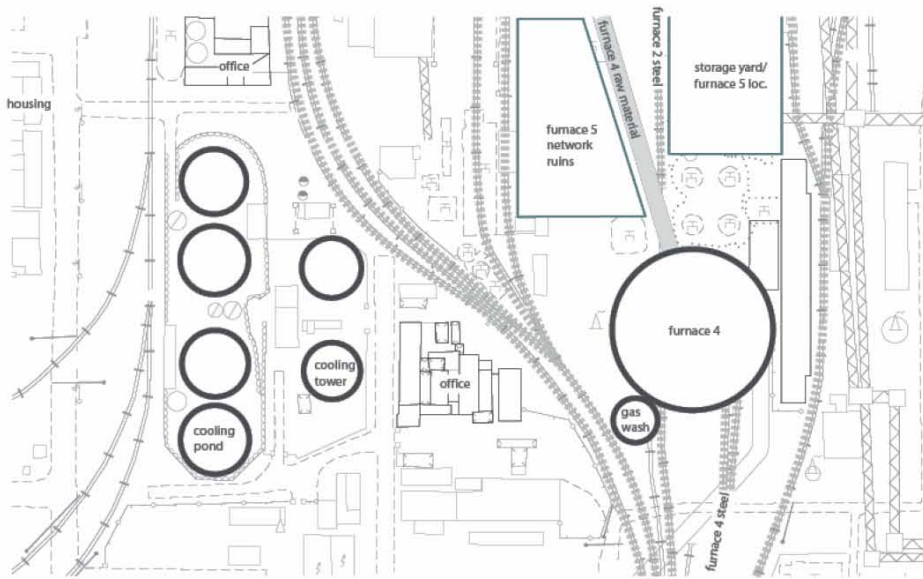 office
housing
furnace 5
network
ruins
furnace 4 raw material
furnace 2 steel
storage yard/
furnace 5 loc.
furnace 4
cooling
tower
office
gas
wash
cooling
pond
furnace 4 steel